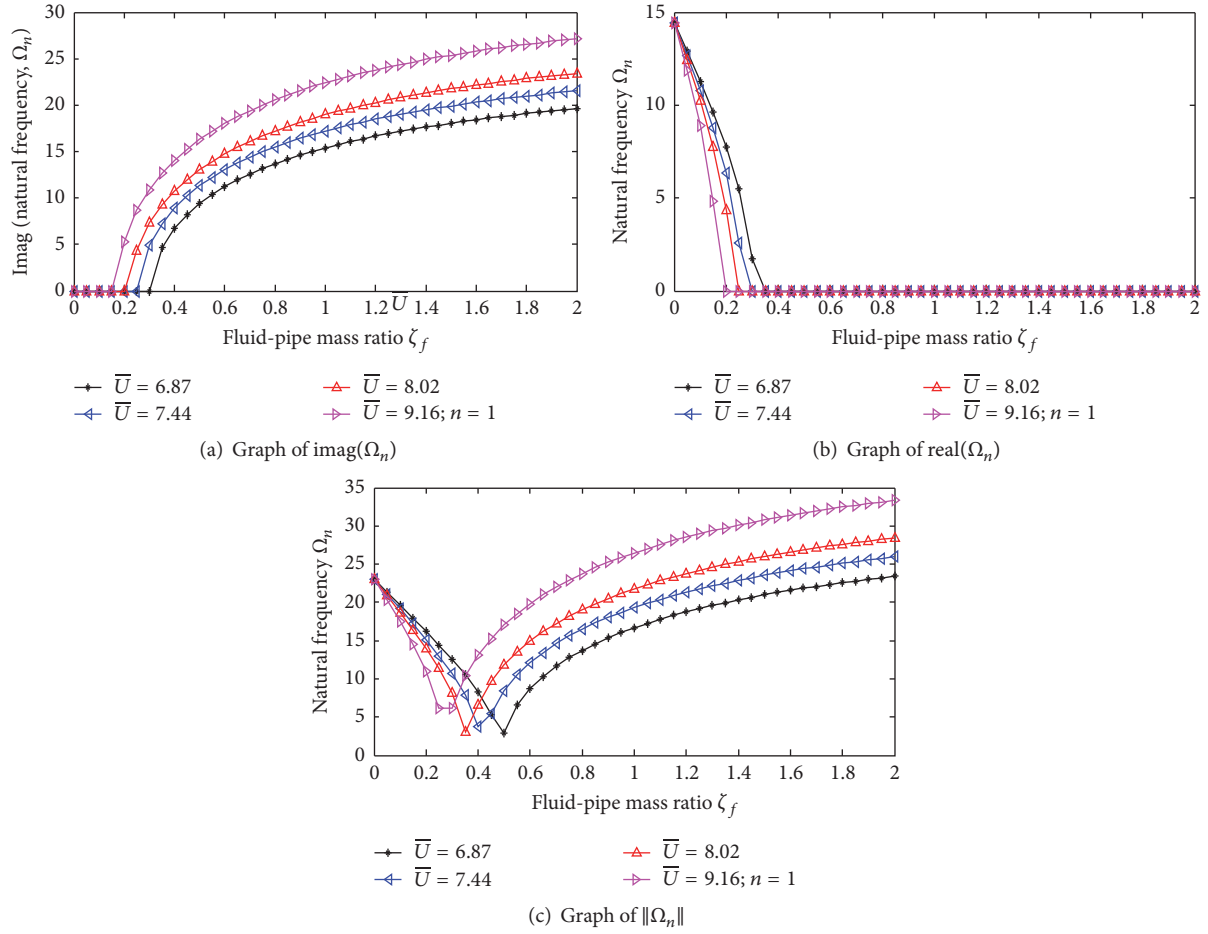 30
25
20
15
10
5
0
Imag (natural frequency, Ωₙ)
0 0.2 0.4 0.6 0.8 1 1.2 1.4 1.6 1.8 2
U̅
Fluid-pipe mass ratio ζ_f
U̅ = 6.87
U̅ = 7.44
U̅ = 8.02
U̅ = 9.16; n = 1
(a) Graph of imag(Ωₙ)
15
10
5
0
Natural frequency Ωₙ
0 0.2 0.4 0.6 0.8 1 1.2 1.4 1.6 1.8 2
Fluid-pipe mass ratio ζ_f
U̅ = 6.87
U̅ = 7.44
U̅ = 8.02
U̅ = 9.16; n = 1
(b) Graph of real(Ωₙ)
35
30
25
20
15
10
5
0
Natural frequency Ωₙ
0 0.2 0.4 0.6 0.8 1 1.2 1.4 1.6 1.8 2
Fluid-pipe mass ratio ζ_f
U̅ = 6.87
U̅ = 7.44
U̅ = 8.02
U̅ = 9.16; n = 1
(c) Graph of ‖Ωₙ‖